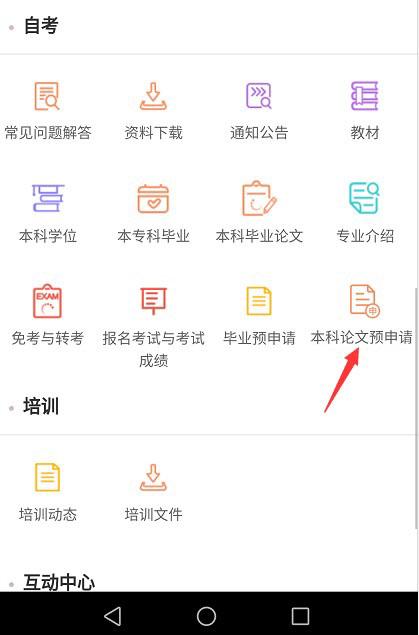 自考
常见问题解答 资料下载 通知公告 教材
本科学位 本专科毕业 本科毕业论文 专业介绍
EXAM
申
免考与转考 报名考试与考试 毕业预申请 本科论文预申请
成绩
培训
培训动态 培训文件
互动中心